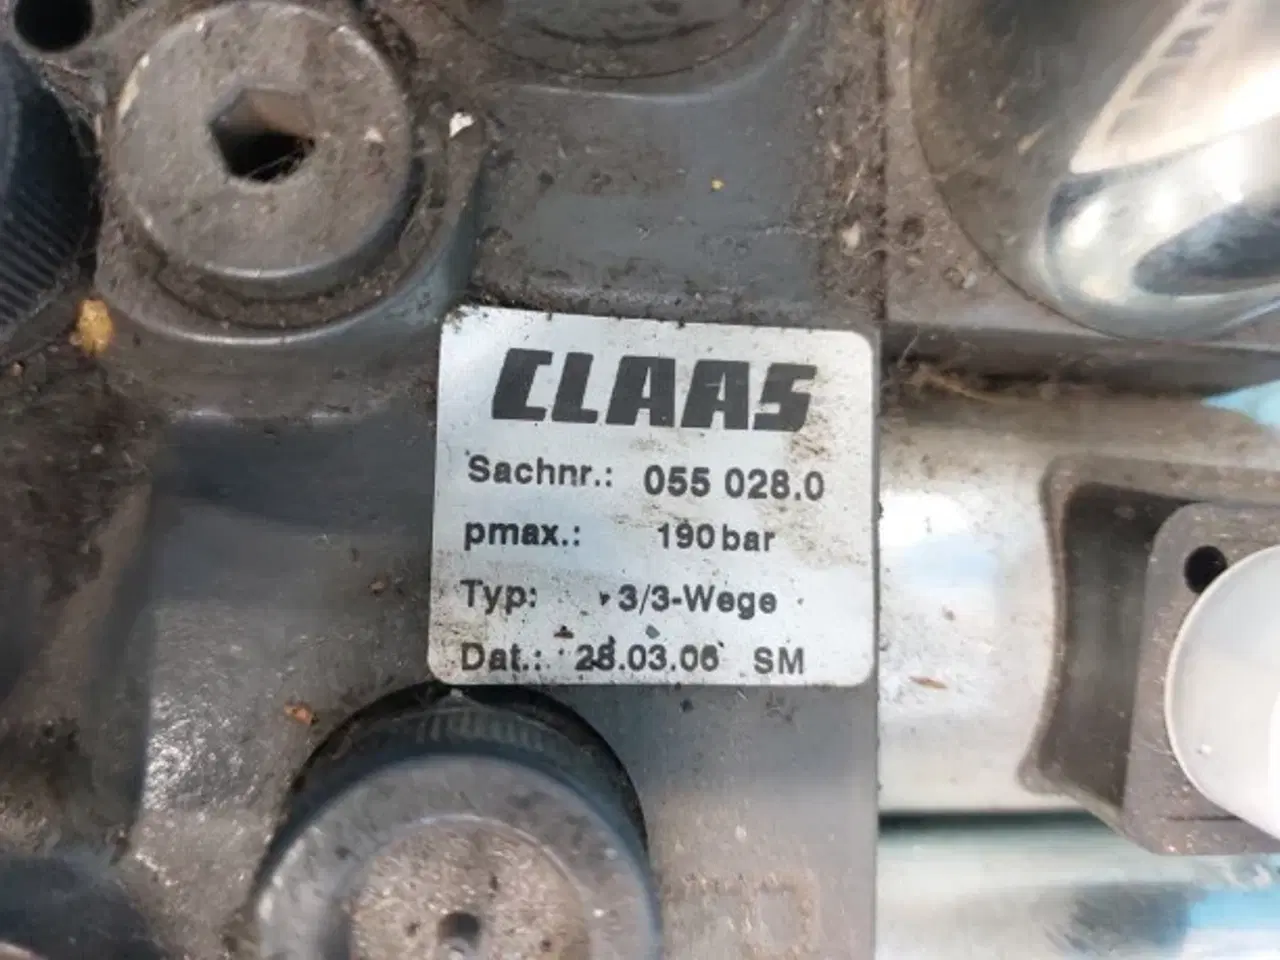 CLAAS
Sachnr.: 055 028.0
pmax.: 190 bar
Typ: 3/3-Wege
Dat.: 28.03.06 SM